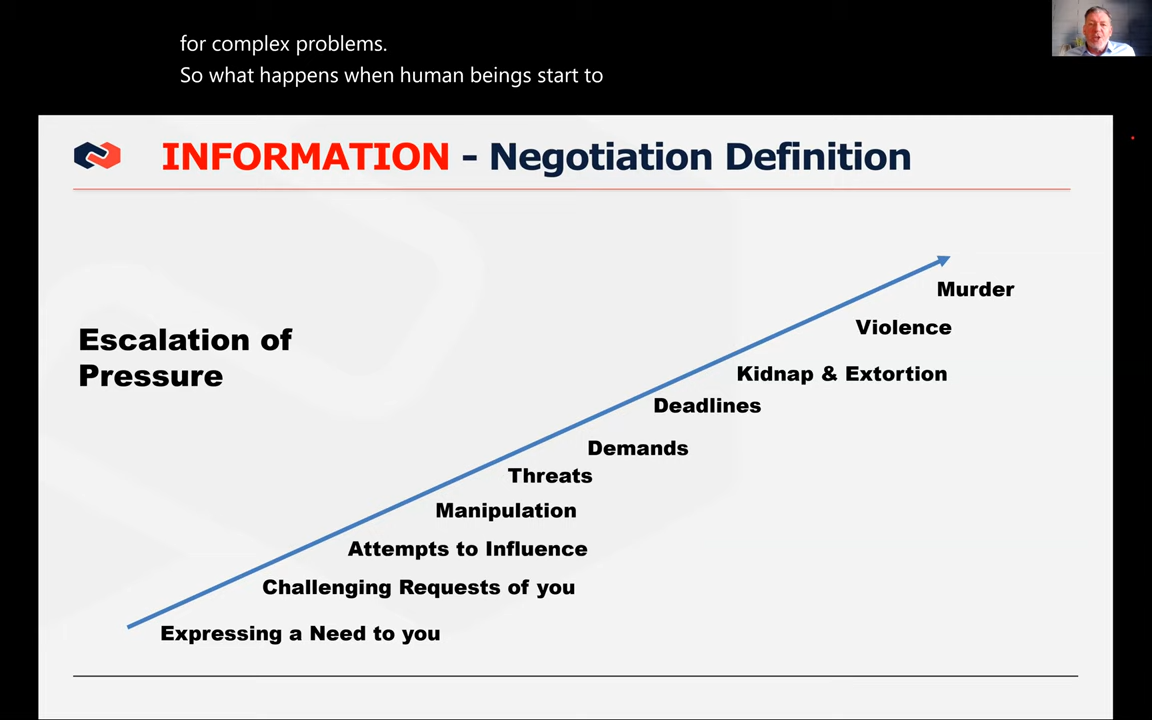 for complex problems.
So what happens when human beings start to
INFORMATION - Negotiation Definition
Escalation of
Pressure
Murder
Violence
Kidnap & Extortion
Deadlines
Demands
Threats
Manipulation
Attempts to Influence
Challenging Requests of you
Expressing a Need to you